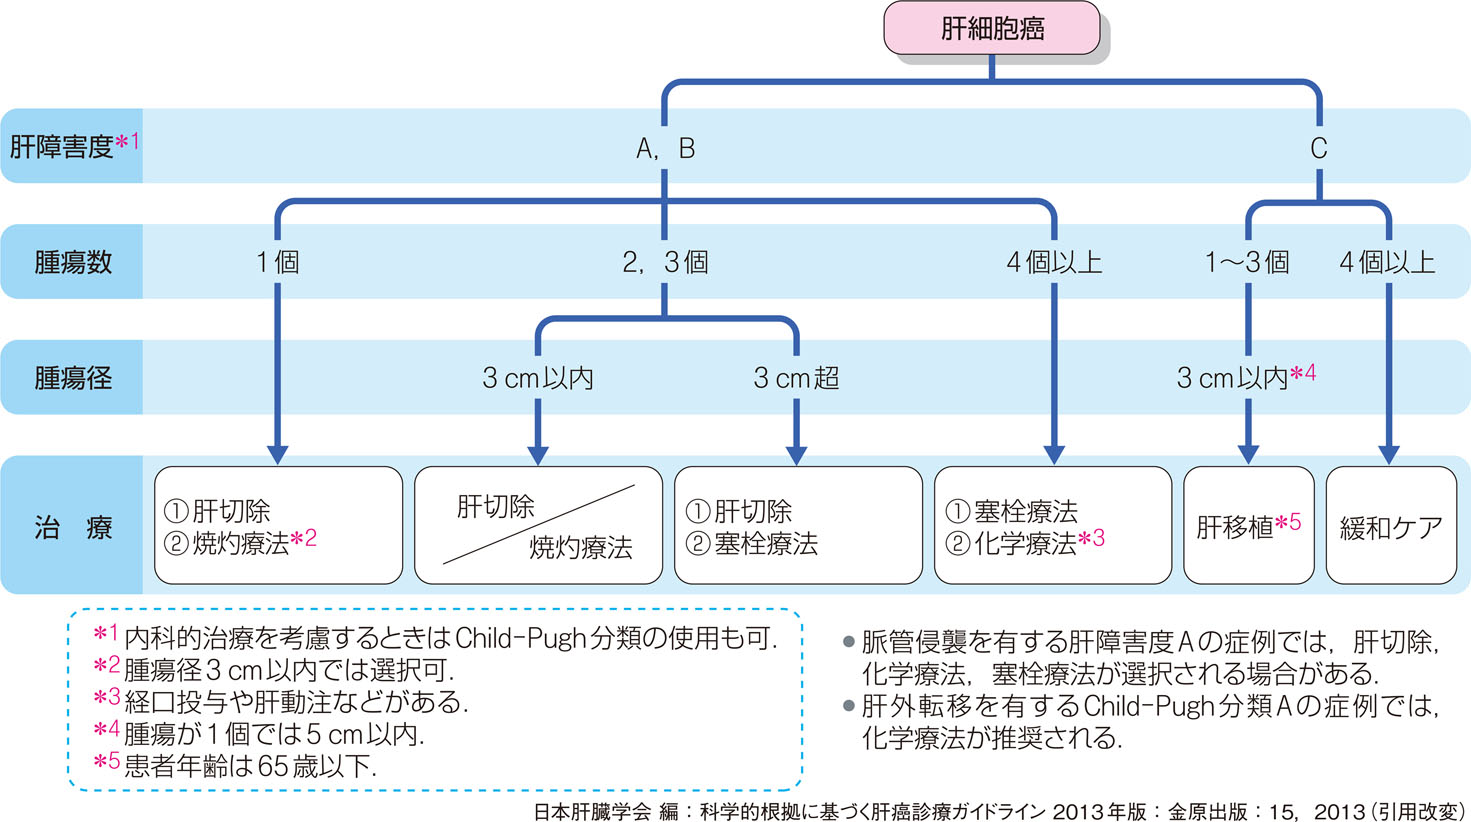 肝細胞癌
肝障害度*1
A,B
C
腫瘍数
1個
2,3個
4個以上
1〜3個
4個以上
腫瘍径
3cm以内
3cm超
3cm以内*4
治 療
①肝切除
②焼灼療法*2
肝切除
焼灼療法
①肝切除
②塞栓療法
①塞栓療法
②化学療法*3
肝移植*5
緩和ケア
*1内科的治療を考慮するときはChild-Pugh分類の使用も可.
*2腫瘍径3cm以内では選択可.
*3経口投与や肝動注などがある.
*4腫瘍が1個では5cm以内.
*5患者年齢は65歳以下.
●脈管侵襲を有する肝障害度Aの症例では,肝切除,
化学療法,塞栓療法が選択される場合がある.
●肝外転移を有するChild-Pugh分類Aの症例では,
化学療法が推奨される.
日本肝臓学会 編:科学的根拠に基づく肝癌診療ガイドライン 2013年版:金原出版:15,2013(引用改変)